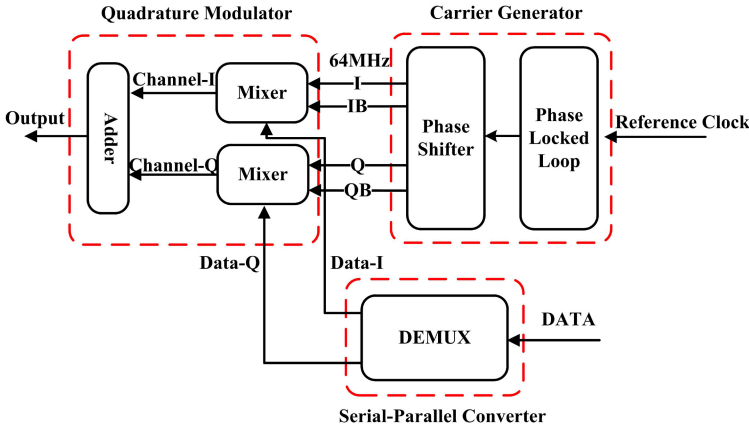 Quadrature Modulator
Carrier Generator
64MHz
Channel-I
Mixer
I
IB
Output
Adder
Phase
Shifter
Phase
Locked
Loop
Reference Clock
Channel-Q
Mixer
Q
QB
Data-Q
Data-I
DEMUX
DATA
Serial-Parallel Converter